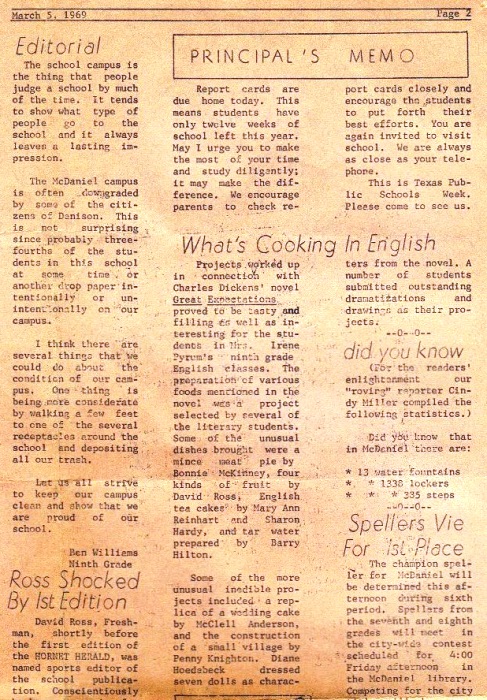 March 5, 1969
Page 2
Editorial
The school campus is
the thing that people
judge a school by much
of the time. It tends
to show what type of
people go to the
school and it always
leaves a lasting im-
pression.
The McDaniel campus
is often downgraded
by some of the citi-
zens of Denison. This
is not surprising
since probably three-
fourths of the stu-
dents in this school
at some time or
another drop paper in-
tentionally or un-
intentionally on our
campus.
I think there are
several things that we
could do about the
condition of our cam-
pus. One thing is
being more considerate
by walking a few feet
to one of the several
receptacles around the
school and depositing
all our trash.
Let us all strive
to keep our campus
clean and show that we
are proud of our
school.
Ben Williams
Ninth Grade
Ross Shocked
By 1st Edition
David Ross, Fresh-
man, shortly before
the first edition of
the HORNET HERALD, was
named sports editor of
the school publica-
tion. Conscientiously
PRINCIPAL'S MEMO
Report cards are
due home today. This
means students have
only twelve weeks of
school left this year.
May I urge you to make
the most of your time
and study diligently;
it may make the dif-
ference. We encourage
parents to check re-
port cards closely and
encourage the students
to put forth their
best efforts. You are
again invited to visit
school. We are always
as close as your tele-
phone.
This is Texas Pub-
lic Schools Week.
Please come to see us.
What's Cooking In English
Projects worked up
in connection with
Charles Dickens' novel
Great Expectations
proved to be tasty and
filling as well as in-
teresting for the stu-
dents in Mrs. Irene
Pyrum's ninth grade
English classes. The
preparation of various
foods mentioned in the
novel was a project
selected by several of
the literary students.
Some of the unusual
dishes brought were a
mince meat pie by
Bonnie McKinney, four
kinds of fruit by
David Ross, English
tea cakes by Mary Ann
Reinhart and Sharon
Hardy, and tar water
prepared by Barry
Hilton.
Some of the more
unusual inedible pro-
jects included a rep-
lica of a wedding cake
by McClell Anderson,
and the construction
of a small village by
Penny Knighton. Diane
Hoedebeck dressed
seven dolls as charac-
ters from the novel. A
number of students
submitted outstanding
dramatizations and
drawings as their pro-
jects.
--0--0--
did you know
(For the readers'
enlightenment our
"roving" reporter Cin-
dy Miller compiled the
following statistics.)
Did you know that
in McDaniel there are:
* 13 water fountains
* * 1338 lockers
* * * 335 steps
--0--0--
Spellers Vie
For 1st Place
The champion spel-
ler for McDaniel will
be determined this af-
ternoon during sixth
period. Spellers from
the seventh and eighth
grades will meet in
the city-wide contest
scheduled for 4:00
Friday afternoon in
the McDaniel library.
Competing for the city